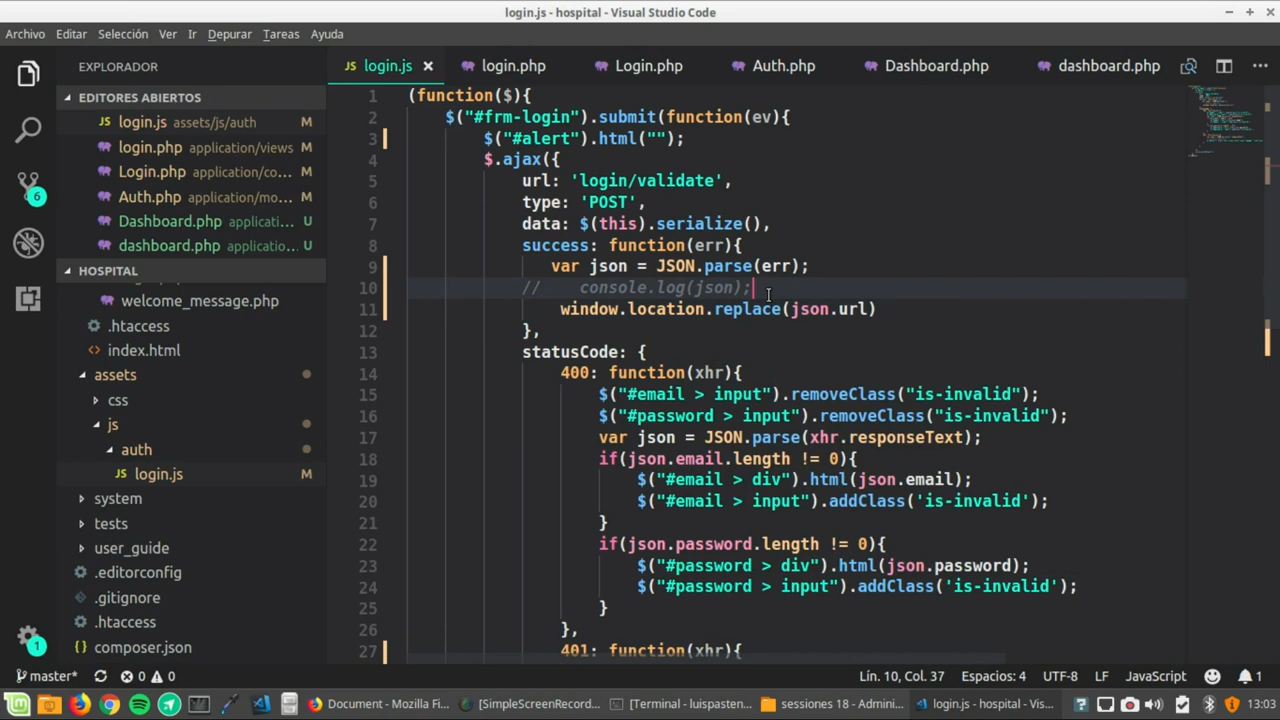 login.js - hospital - Visual Studio Code
Archivo Editar Selección Ver Ir Depurar Tareas Ayuda
EXPLORADOR
JS login.js login.php Login.php Auth.php Dashboard.php dashboard.php
EDITORES ABIERTOS
JS login.js assets/js/auth M
login.php application/views M
Login.php application/co... M
Auth.php application/mo... M
Dashboard.php applicati... U
dashboard.php applicatio... U
HOSPITAL
welcome_message.php
.htaccess
index.html
assets
css
js
auth
JS login.js M
system
tests
user_guide
.editorconfig
.gitignore
.htaccess
composer.json
6
1
1 (function($){
2 $("#frm-login").submit(function(ev){
3 $("#alert").html("");
4 $.ajax({
5 url: 'login/validate',
6 type: 'POST',
7 data: $(this).serialize(),
8 success: function(err){
9 var json = JSON.parse(err);
10 // console.log(json);
11 window.location.replace(json.url)
12 },
13 statusCode: {
14 400: function(xhr){
15 $("#email > input").removeClass("is-invalid");
16 $("#password > input").removeClass("is-invalid");
17 var json = JSON.parse(xhr.responseText);
18 if(json.email.length != 0){
19 $("#email > div").html(json.email);
20 $("#email > input").addClass('is-invalid');
21 }
22 if(json.password.length != 0){
23 $("#password > div").html(json.password);
24 $("#password > input").addClass('is-invalid');
25 }
26 },
27 401: function(xhr){
master* 0 0 Lín. 10, Col. 37 Espacios: 4 UTF-8 LF JavaScript 1
Document - Mozilla Fi... [SimpleScreenRecord... [Terminal - luispasten... sessiones 18 - Admini... login.js - hospital - Vis... 13:03